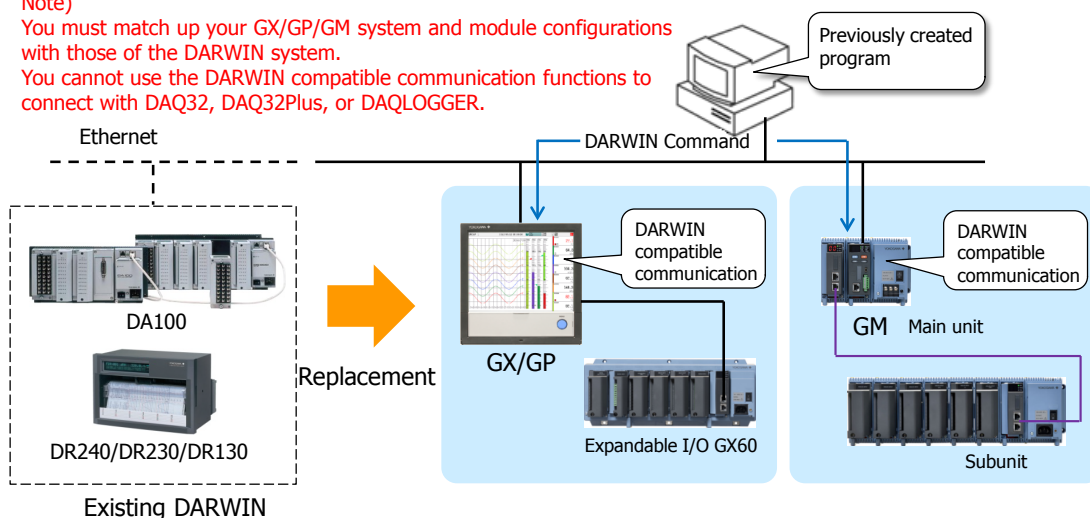 Note)
You must match up your GX/GP/GM system and module configurations
with those of the DARWIN system.
You cannot use the DARWIN compatible communication functions to
connect with DAQ32, DAQ32Plus, or DAQLOGGER.
Previously created
program
Ethernet
DARWIN Command
DARWIN
compatible
communication
DARWIN
compatible
communication
DA100
GX/GP
GM Main unit
Replacement
Expandable I/O GX60
DR240/DR230/DR130
Subunit
Existing DARWIN